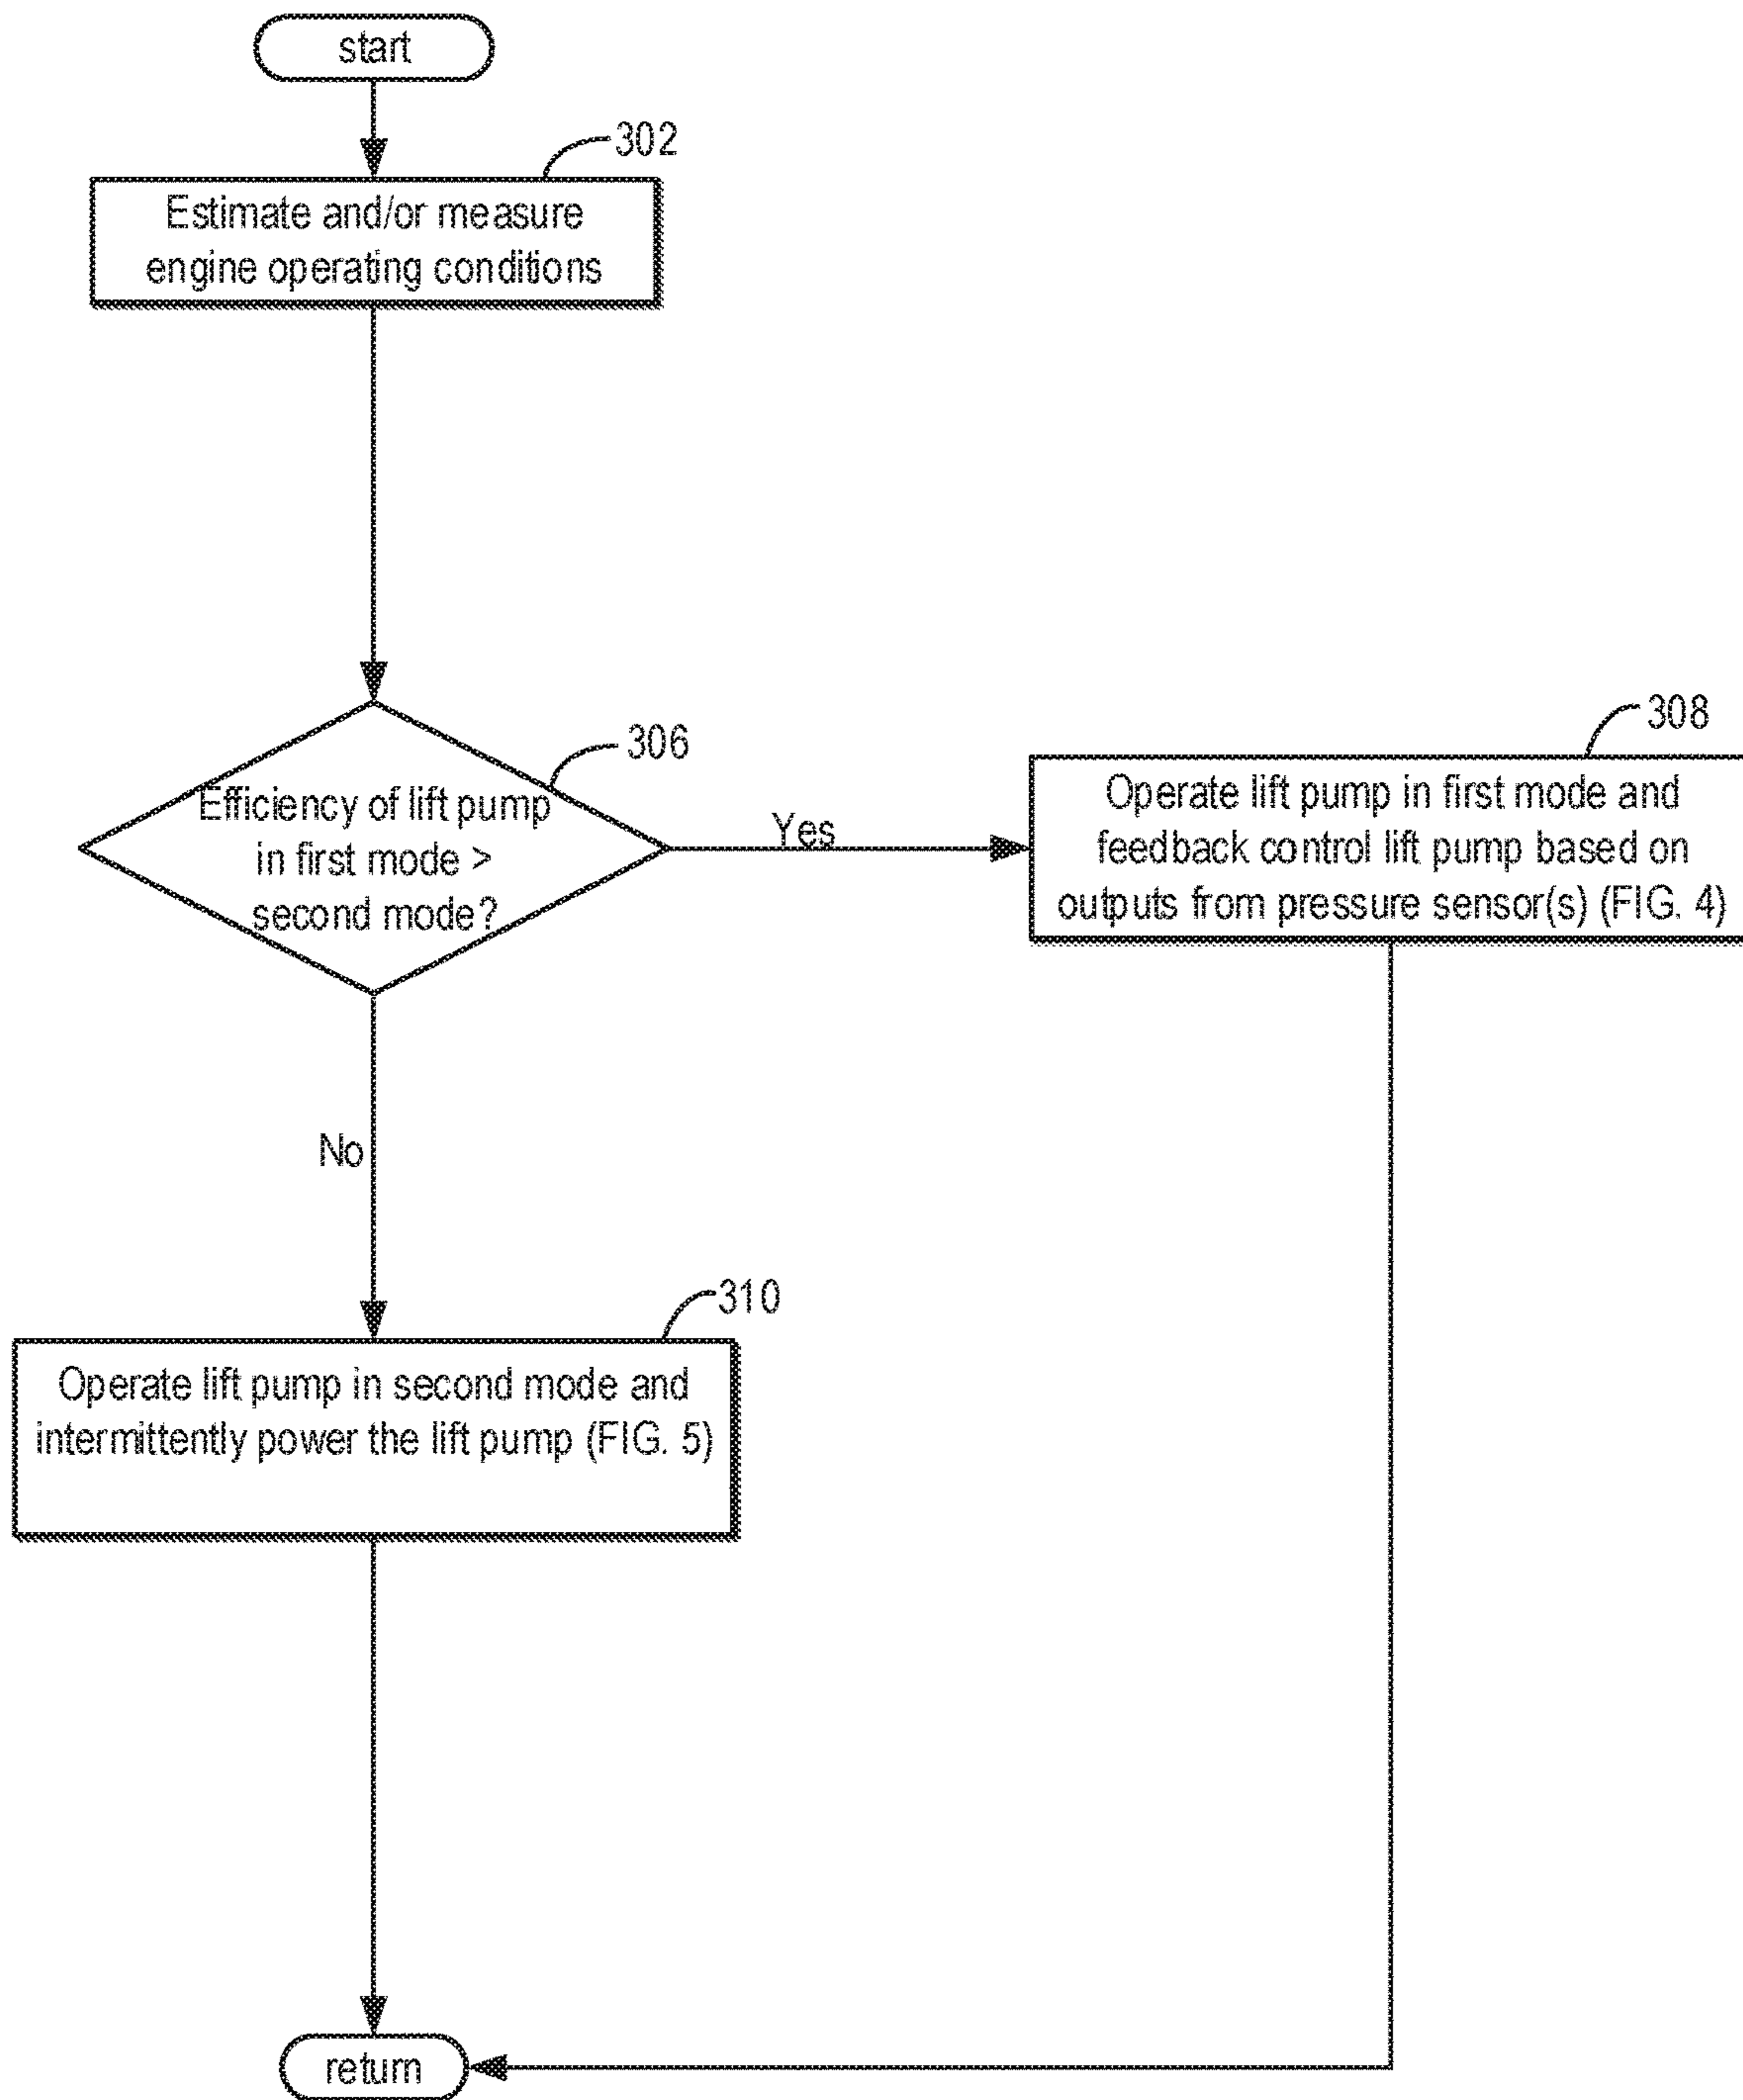 start
302
Estimate and/or measure
engine operating conditions
306
Efficiency of lift pump
in first mode >
second mode?
Yes
308
Operate lift pump in first mode and
feedback control lift pump based on
outputs from pressure sensor(s) (FIG. 4)
No
310
Operate lift pump in second mode and
intermittently power the lift pump (FIG. 5)
return